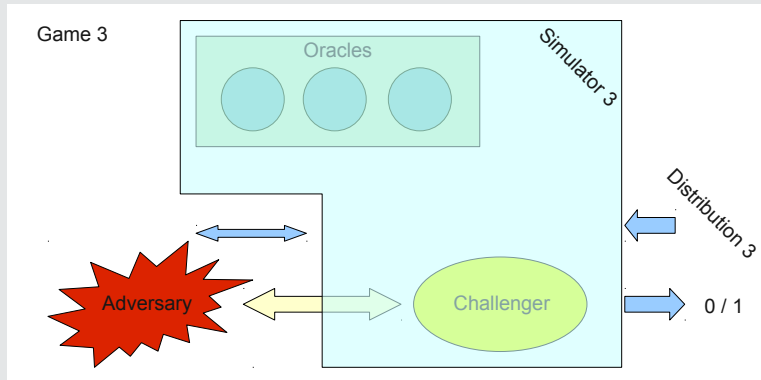 Game 3
Oracles
Simulator 3
Distribution 3
Adversary
Challenger
0 / 1